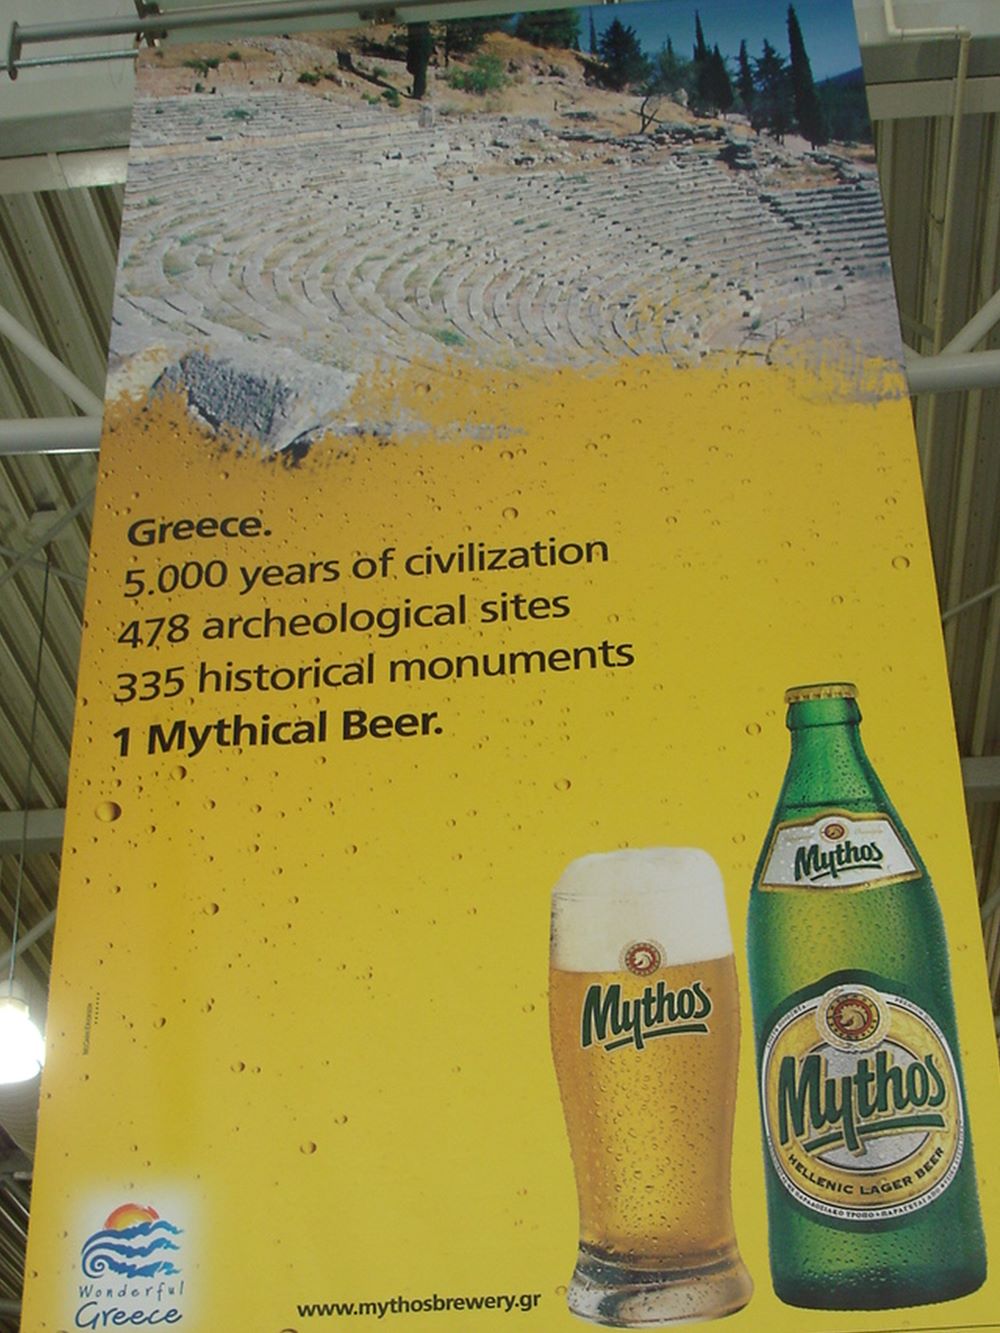 Greece.
5.000 years of civilization
478 archeological sites
335 historical monuments
1 Mythical Beer.
Mythos
Mythos
Mythos
HELLENIC LAGER BEER
Wonderful
Greece
www.mythosbrewery.gr